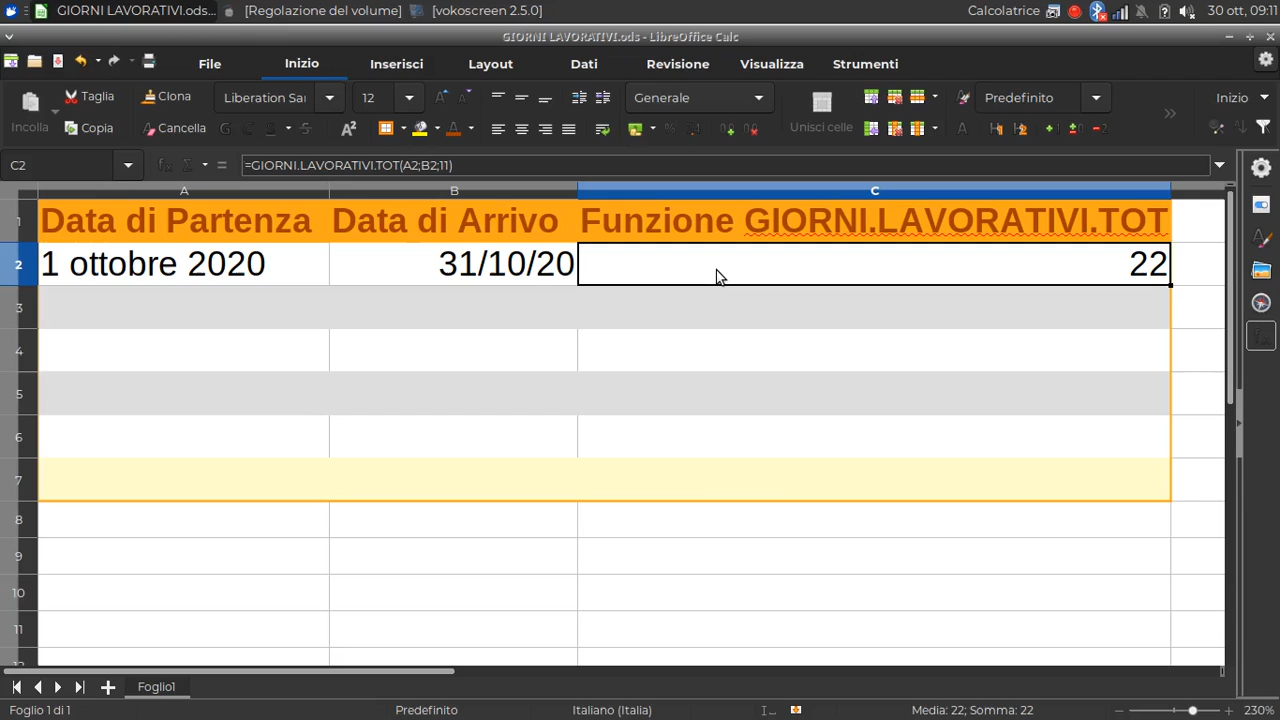 GIORNI LAVORATIVI.ods... [Regolazione del volume] [vokoscreen 2.5.0] Calcolatrice 30 ott, 09:11
GIORNI LAVORATIVI.ods - LibreOffice Calc
File Inizio Inserisci Layout Dati Revisione Visualizza Strumenti
Taglia Clona Liberation Sar 12 Generale Predefinito Inizio
Incolla Copia Cancella Unisci celle
C2 =GIORNI.LAVORATIVI.TOT(A2;B2;11)
A B C
1 Data di Partenza Data di Arrivo Funzione GIORNI.LAVORATIVI.TOT
2 1 ottobre 2020 31/10/20 22
3
4
5
6
7
8
9
10
11
12
Foglio1
Foglio 1 di 1 Predefinito Italiano (Italia) Media: 22; Somma: 22 230%